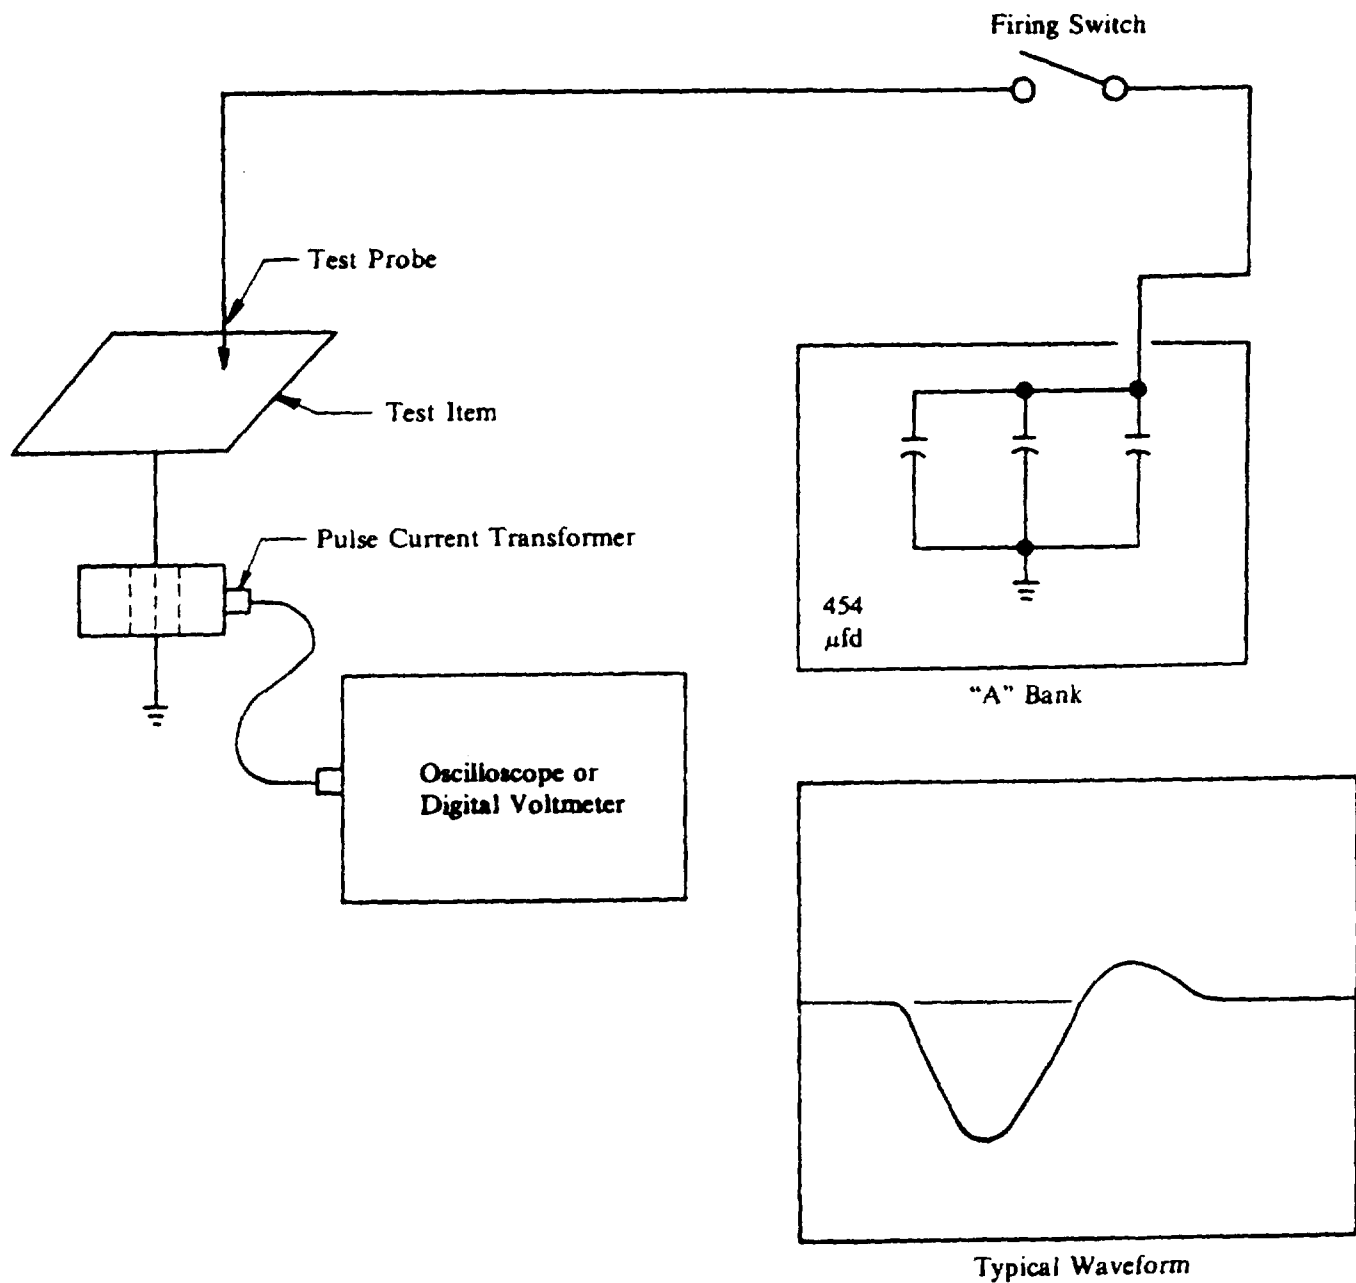 Firing Switch
Test Probe
Test Item
Pulse Current Transformer
454
μfd
"A" Bank
Oscilloscope or
Digital Voltmeter
Typical Waveform